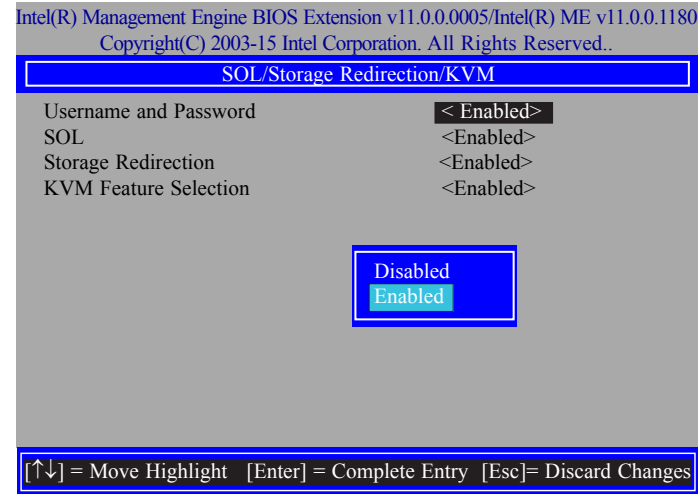 Intel(R) Management Engine BIOS Extension v11.0.0.0005/Intel(R) ME v11.0.0.1180
Copyright(C) 2003-15 Intel Corporation. All Rights Reserved..
SOL/Storage Redirection/KVM
Username and Password < Enabled>
SOL <Enabled>
Storage Redirection <Enabled>
KVM Feature Selection <Enabled>
Disabled
Enabled
[↑↓] = Move Highlight [Enter] = Complete Entry [Esc]= Discard Changes